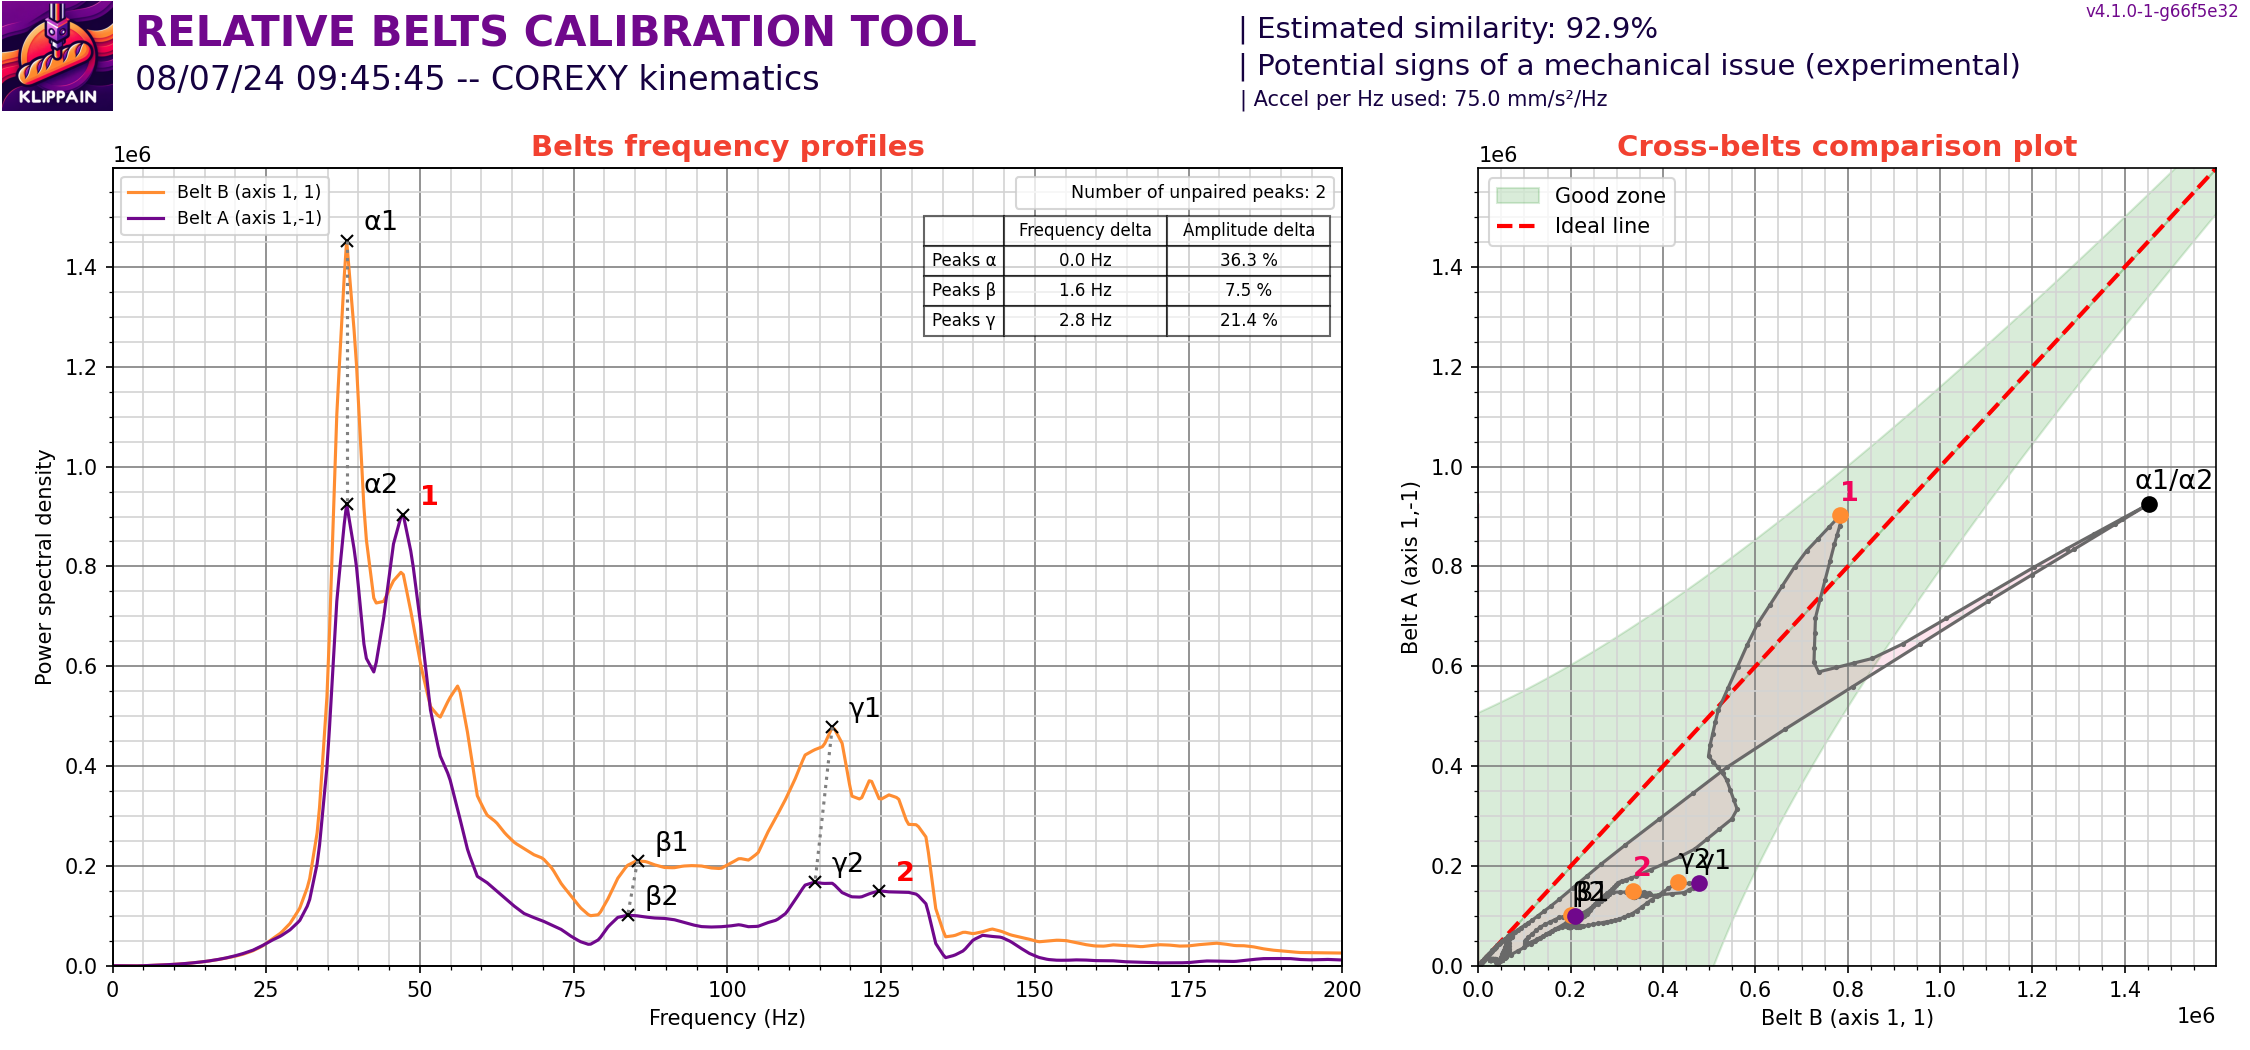 KLIPPAIN
RELATIVE BELTS CALIBRATION TOOL
08/07/24 09:45:45 -- COREXY kinematics
| Estimated similarity: 92.9%
| Potential signs of a mechanical issue (experimental)
| Accel per Hz used: 75.0 mm/s²/Hz
v4.1.0-1-g66f5e32
Belts frequency profiles
1e6
Belt B (axis 1, 1)
Belt A (axis 1,-1)
Number of unpaired peaks: 2
Frequency delta Amplitude delta
Peaks α 0.0 Hz 36.3 %
Peaks β 1.6 Hz 7.5 %
Peaks γ 2.8 Hz 21.4 %
α1
α2
1
γ1
β1
γ2
2
β2
1.4
1.2
1.0
0.8
0.6
0.4
0.2
0.0
Power spectral density
0 25 50 75 100 125 150 175 200
Frequency (Hz)
Cross-belts comparison plot
1e6
Good zone
Ideal line
α1/α2
1
2
γ2
γ1
β2
β1
1.4
1.2
1.0
0.8
0.6
0.4
0.2
0.0
Belt A (axis 1,-1)
0.0 0.2 0.4 0.6 0.8 1.0 1.2 1.4
Belt B (axis 1, 1)
1e6